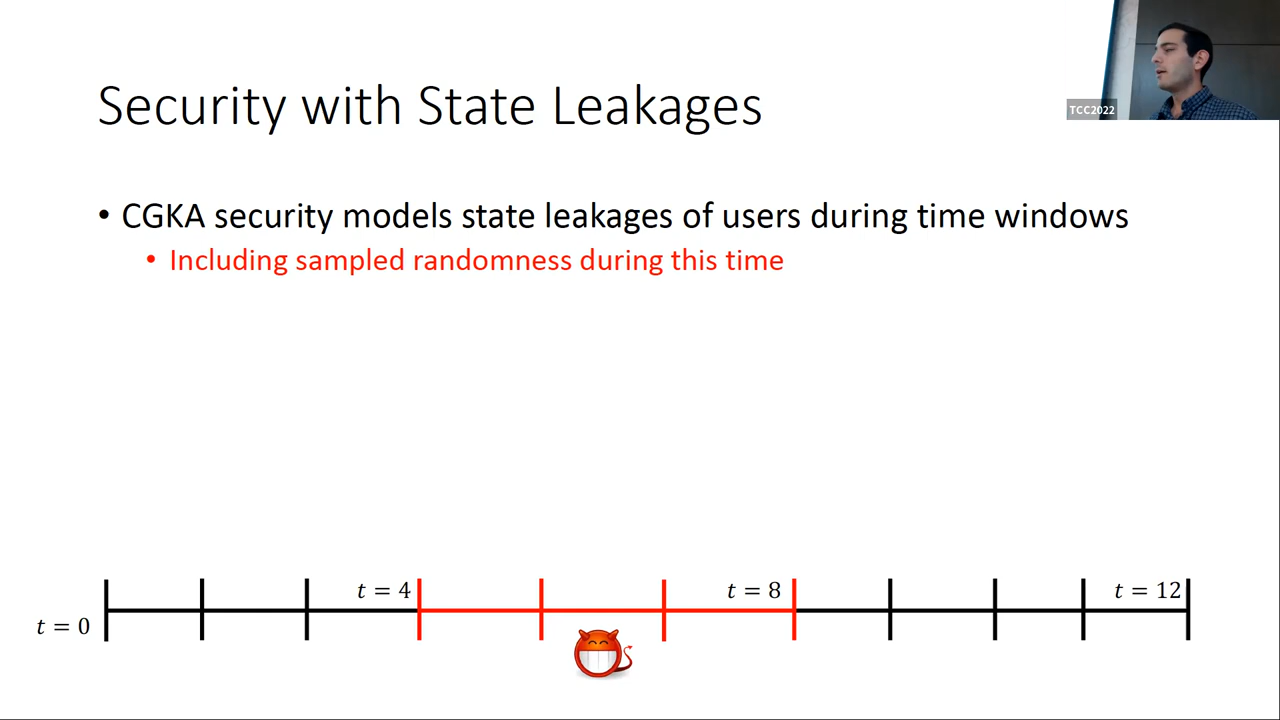 TCC2022
Security with State Leakages
• CGKA security models state leakages of users during time windows
• Including sampled randomness during this time
t = 4
t = 8
t = 12
t = 0